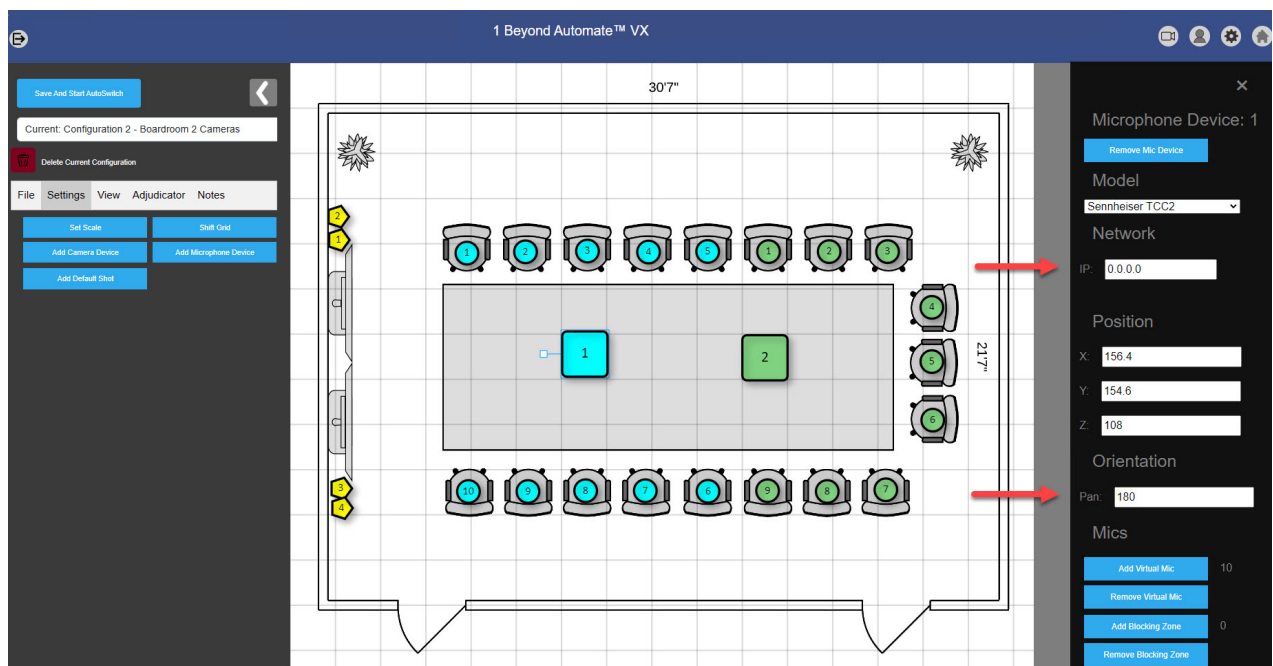 1 Beyond Automate™ VX
Save And Start AutoSwitch
Current: Configuration 2 - Boardroom 2 Cameras
Delete Current Configuration
File Settings View Adjudicator Notes
Set Scale Shift Grid
Add Camera Device Add Microphone Device
Add Default Shot
30'7"
2
1
1 2 3 4 5 1 2 3
4
5
6
1
2
21'7"
3
4
10 9 8 7 6 9 8 7
Microphone Device: 1
Remove Mic Device
Model
Sennheiser TCC2
Network
IP: 0.0.0.0
Position
X: 156.4
Y: 154.6
Z: 108
Orientation
Pan: 180
Mics
Add Virtual Mic 10
Remove Virtual Mic
Add Blocking Zone 0
Remove Blocking Zone